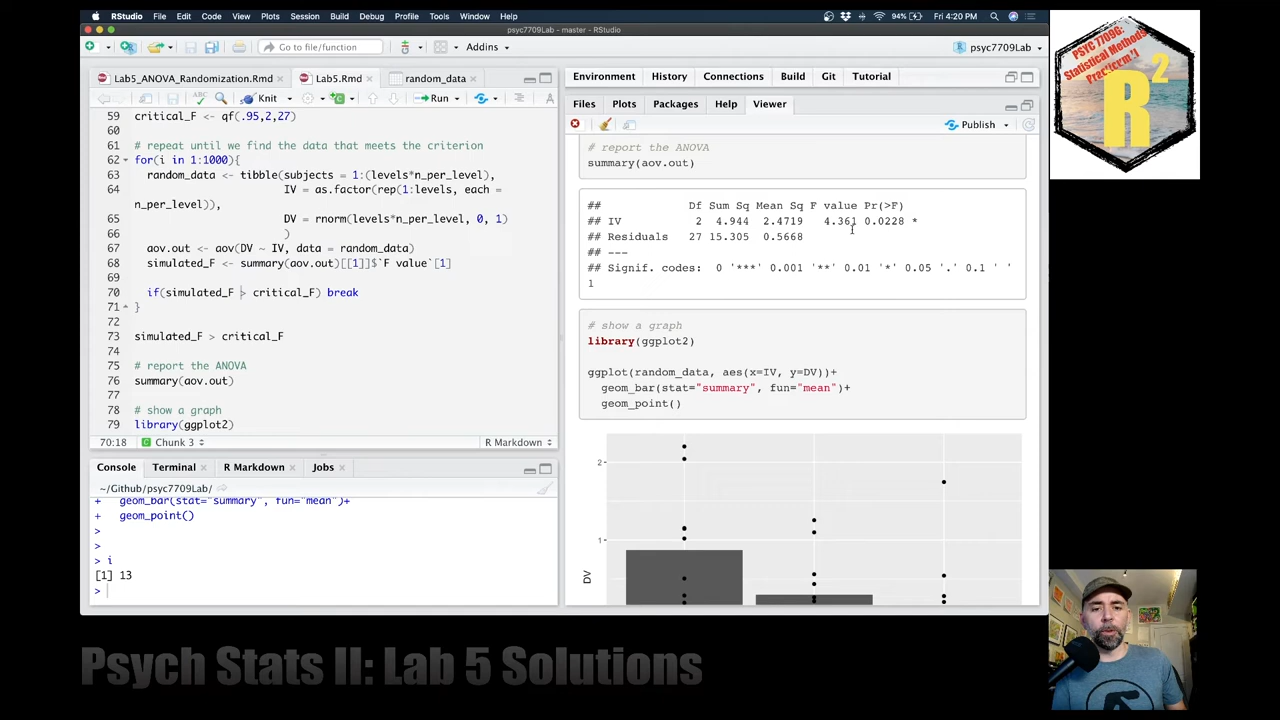 RStudio File Edit Code View Plots Session Build Debug Profile Tools Window Help 94% Fri 4:20 PM
psyc7709Lab - master - RStudio
Go to file/function Addins psyc7709Lab
Lab5_ANOVA_Randomization.Rmd Lab5.Rmd random_data
Knit Run
59 critical_F <- qf(.95,2,27)
60
61 # repeat until we find the data that meets the criterion
62 for(i in 1:1000){
63 random_data <- tibble(subjects = 1:(levels*n_per_level),
64 IV = as.factor(rep(1:levels, each =
n_per_level)),
65 DV = rnorm(levels*n_per_level, 0, 1)
66 )
67 aov.out <- aov(DV ~ IV, data = random_data)
68 simulated_F <- summary(aov.out)[[1]]$`F value`[1]
69
70 if(simulated_F > critical_F) break
71 }
72
73 simulated_F > critical_F
74
75 # report the ANOVA
76 summary(aov.out)
77
78 # show a graph
79 library(ggplot2)
70:18 Chunk 3 R Markdown
Console Terminal R Markdown Jobs
~/Github/psyc7709Lab/
+ geom_bar(stat="summary", fun="mean")+
+ geom_point()
>
>
> i
[1] 13
>
Environment History Connections Build Git Tutorial
Files Plots Packages Help Viewer
Publish
# report the ANOVA
summary(aov.out)
## Df Sum Sq Mean Sq F value Pr(>F)
## IV 2 4.944 2.4719 4.361 0.0228 *
## Residuals 27 15.305 0.5668
## ---
## Signif. codes: 0 '***' 0.001 '**' 0.01 '*' 0.05 '.' 0.1 ' '
1
# show a graph
library(ggplot2)
ggplot(random_data, aes(x=IV, y=DV))+
geom_bar(stat="summary", fun="mean")+
geom_point()
2
1
DV
Statistical Methods
R2
Psych Stats II: Lab 5 Solutions